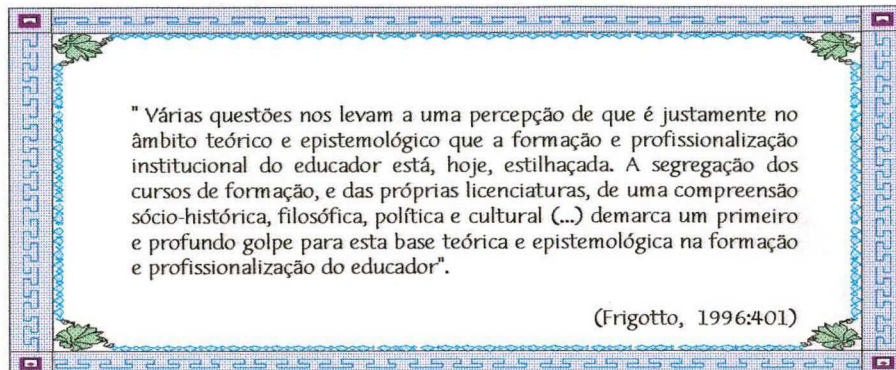 " Várias questões nos levam a uma percepção de que é justamente no
âmbito teórico e epistemológico que a formação e profissionalização
institucional do educador está, hoje, estilhaçada. A segregação dos
cursos de formação, e das próprias licenciaturas, de uma compreensão
sócio-histórica, filosófica, política e cultural (...) demarca um primeiro
e profundo golpe para esta base teórica e epistemológica na formação
e profissionalização do educador".
(Frigotto, 1996:401)